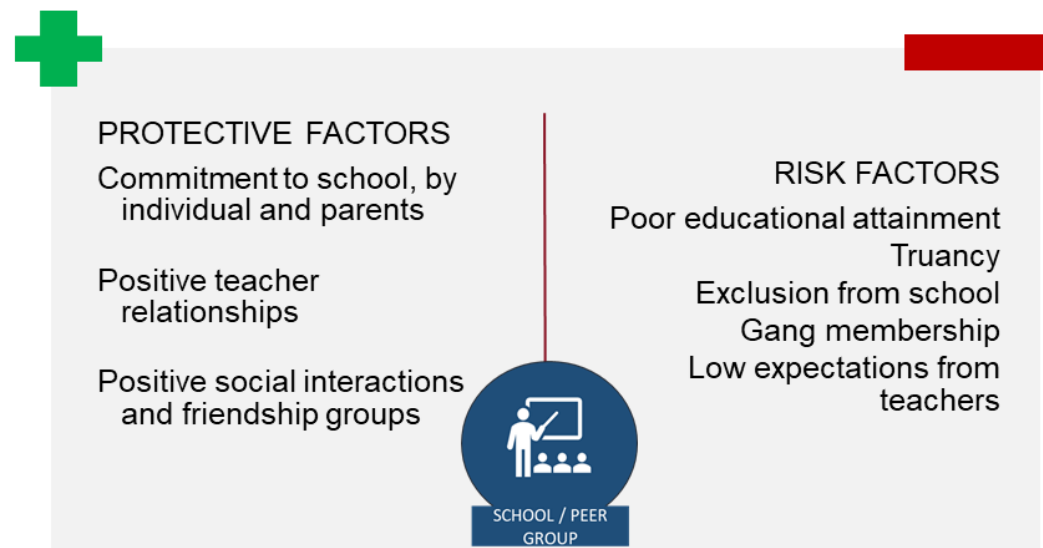 PROTECTIVE FACTORS
Commitment to school, by
individual and parents
Positive teacher
relationships
Positive social interactions
and friendship groups
RISK FACTORS
Poor educational attainment
Truancy
Exclusion from school
Gang membership
Low expectations from
teachers
SCHOOL / PEER
GROUP